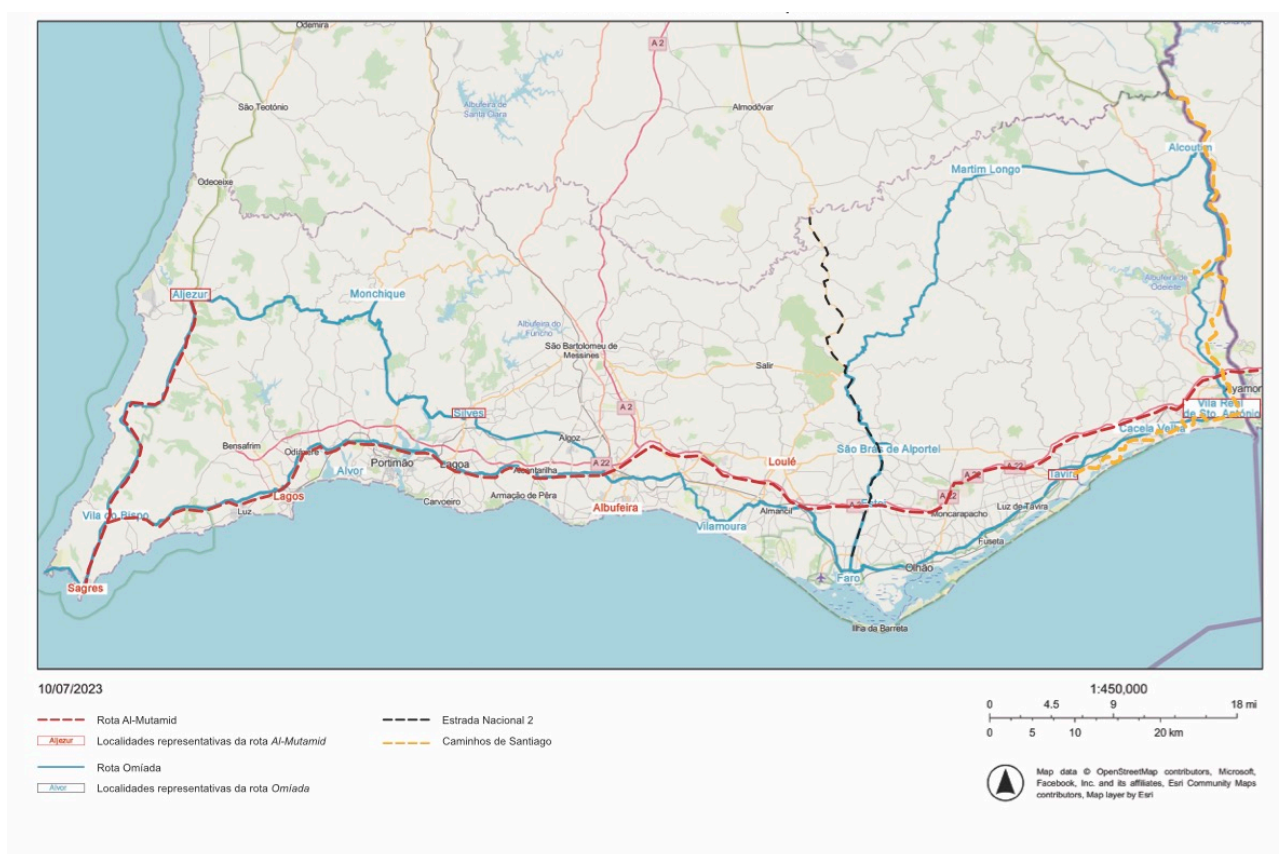 Odemira
A 2
São Teotónio
Albufeira de
Santa Clara
Almodôvar
Alcoutim
Martim Longo
Odeceixe
Aljezur
Monchique
Albufeira de
Odeleite
Albufeira do
Funcho
São Bartolomeu de
Messines
Salir
A 2
Vila Real
de Sto. António
Silves
Cacela Velha
Algoz
Bensafrim
Odiáxere
São Brás de Alportel
Alvor
Portimão
Lagoa
A 22
Loulé
A 22
Tavira
Alcantarilha
Lagos
Armação de Pêra
Carvoeiro
A 22
Luz
Albufeira
Almancil
Moncarapacho
Luz de Tavira
Vila do Bispo
Vilamoura
Fuseta
Olhão
Faro
Sagres
Ilha da Barreta
10/07/2023
Rota Al-Mutamid
Aljezur
Localidades representativas da rota Al-Mutamid
Rota Omíada
Alvor
Localidades representativas da rota Omíada
Estrada Nacional 2
Caminhos de Santiago
1:450,000
0 4.5 9 18 mi
0 5 10 20 km
Map data © OpenStreetMap contributors, Microsoft,
Facebook, Inc. and its affiliates, Esri Community Maps
contributors, Map layer by Esri